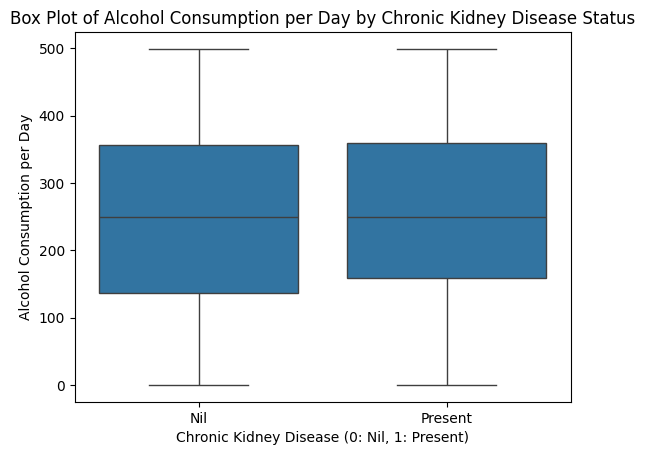 Box Plot of Alcohol Consumption per Day by Chronic Kidney Disease Status
Alcohol Consumption per Day
500
400
300
200
100
0
Nil
Present
Chronic Kidney Disease (0: Nil, 1: Present)